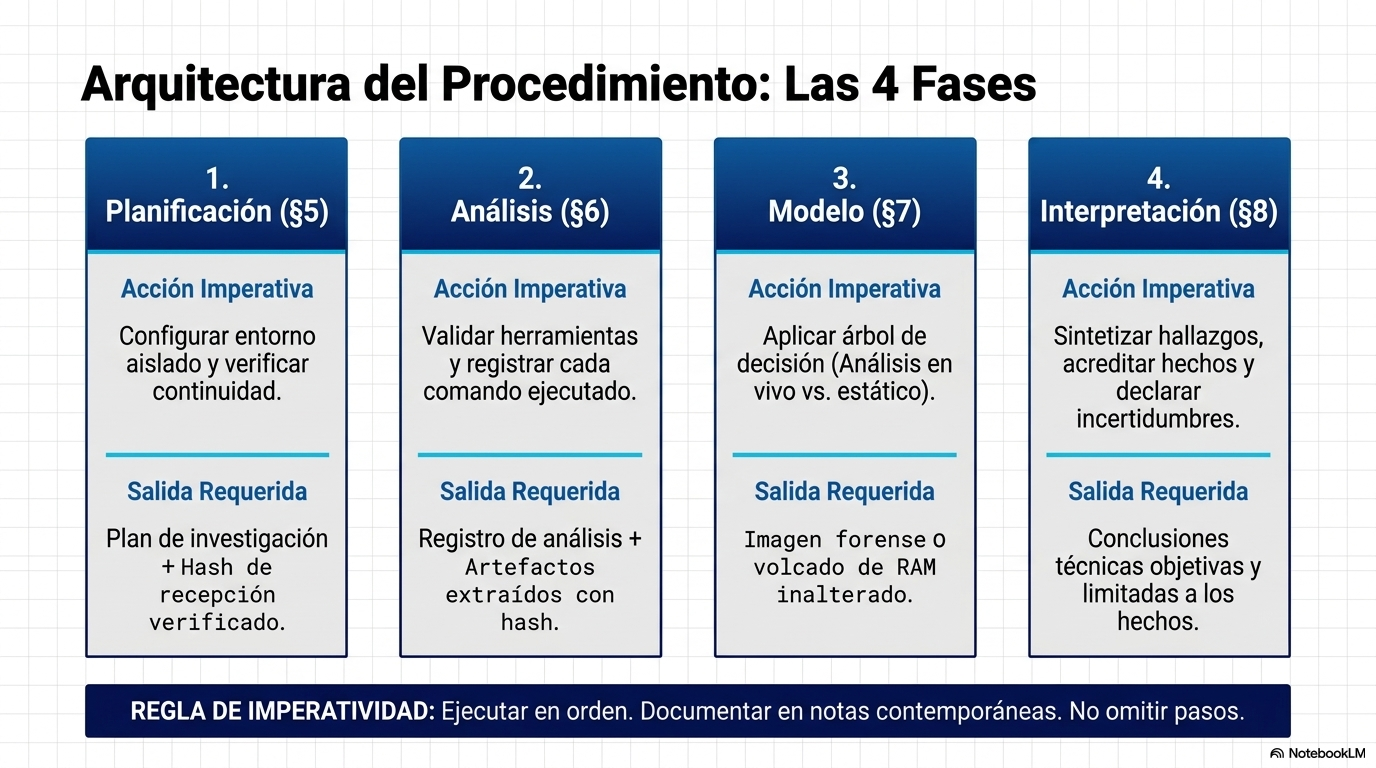 Arquitectura del Procedimiento: Las 4 Fases
1.
Planificación (§5)
Acción Imperativa
Configurar entorno
aislado y verificar
continuidad.
Salida Requerida
Plan de investigación
+ Hash de
recepción
verificado.
2.
Análisis (§6)
Acción Imperativa
Validar herramientas
y registrar cada
comando ejecutado.
Salida Requerida
Registro de análisis +
Artefactos
extraídos con
hash.
3.
Modelo (§7)
Acción Imperativa
Aplicar árbol de
decisión (Análisis en
vivo vs. estático).
Salida Requerida
Imagen forense o
volcado de RAM
inalterado.
4.
Interpretación (§8)
Acción Imperativa
Sintetizar hallazgos,
acreditar hechos y
declarar
incertidumbres.
Salida Requerida
Conclusiones
técnicas objetivas y
limitadas a los
hechos.
REGLA DE IMPERATIVIDAD: Ejecutar en orden. Documentar en notas contemporáneas. No omitir pasos.
NotebookLM